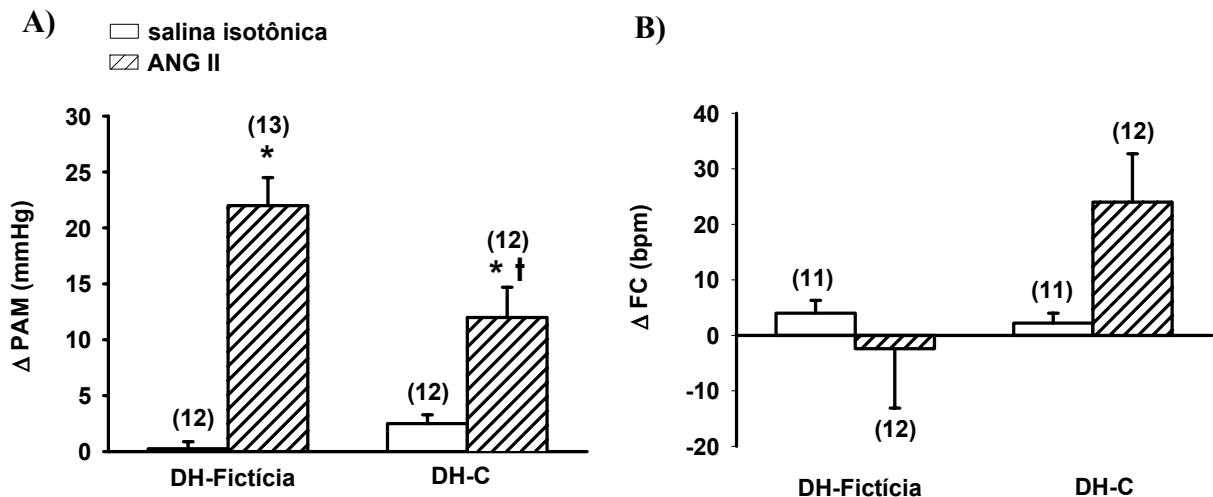 A)
salina isotônica
ANG II
B)
Δ PAM (mmHg)
30
25
20
15
10
5
0
(12)
(13)
*
(12)
(12)
* †
DH-Fictícia
DH-C
Δ FC (bpm)
40
30
20
10
0
-10
-20
(11)
(12)
(11)
(12)
DH-Fictícia
DH-C